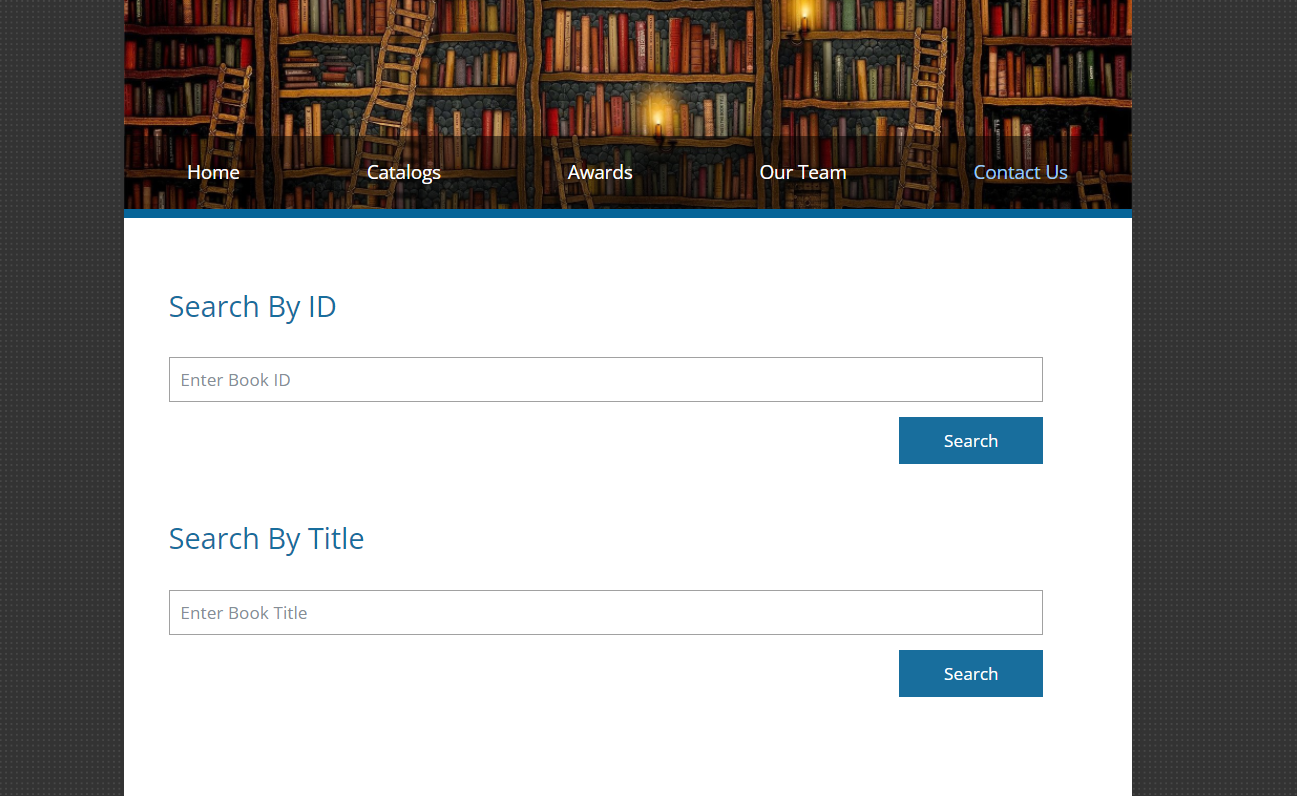 Home Catalogs Awards Our Team Contact Us
Search By ID
Enter Book ID
Search
Search By Title
Enter Book Title
Search